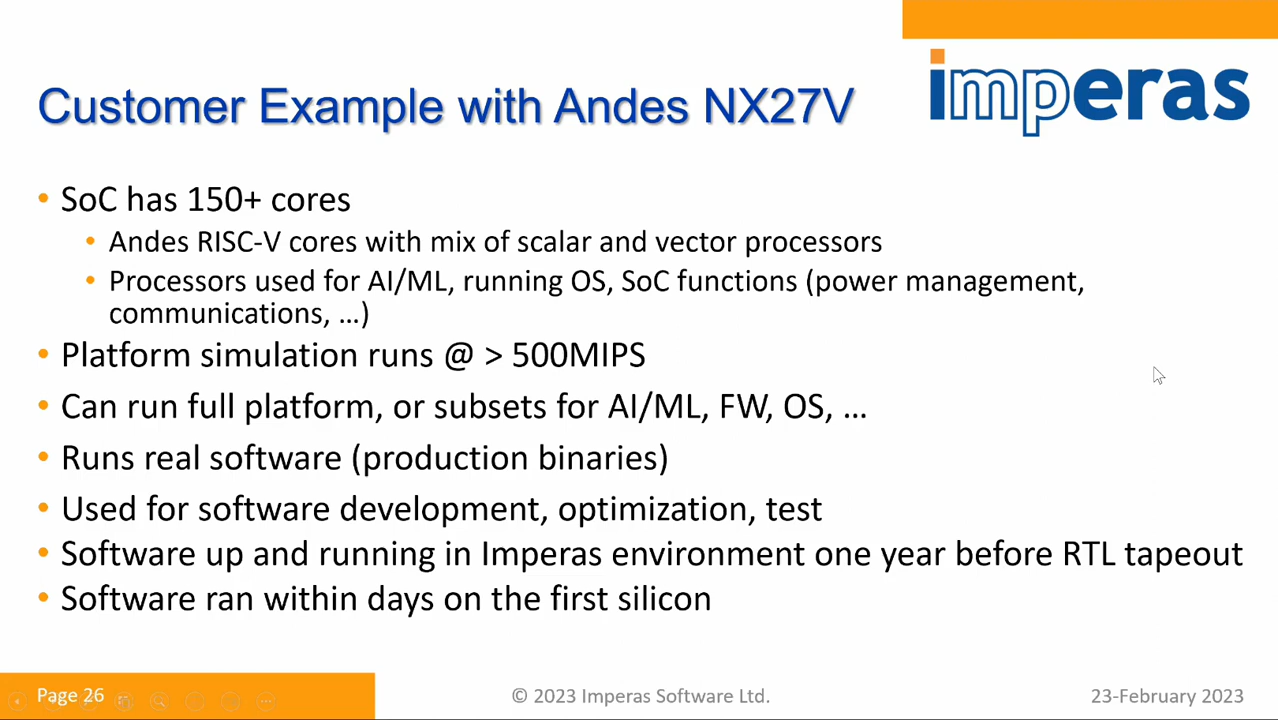 imperas
Customer Example with Andes NX27V
• SoC has 150+ cores
• Andes RISC-V cores with mix of scalar and vector processors
• Processors used for AI/ML, running OS, SoC functions (power management,
communications, …)
• Platform simulation runs @ > 500MIPS
• Can run full platform, or subsets for AI/ML, FW, OS, …
• Runs real software (production binaries)
• Used for software development, optimization, test
• Software up and running in Imperas environment one year before RTL tapeout
• Software ran within days on the first silicon
Page 26
© 2023 Imperas Software Ltd.
23-February 2023